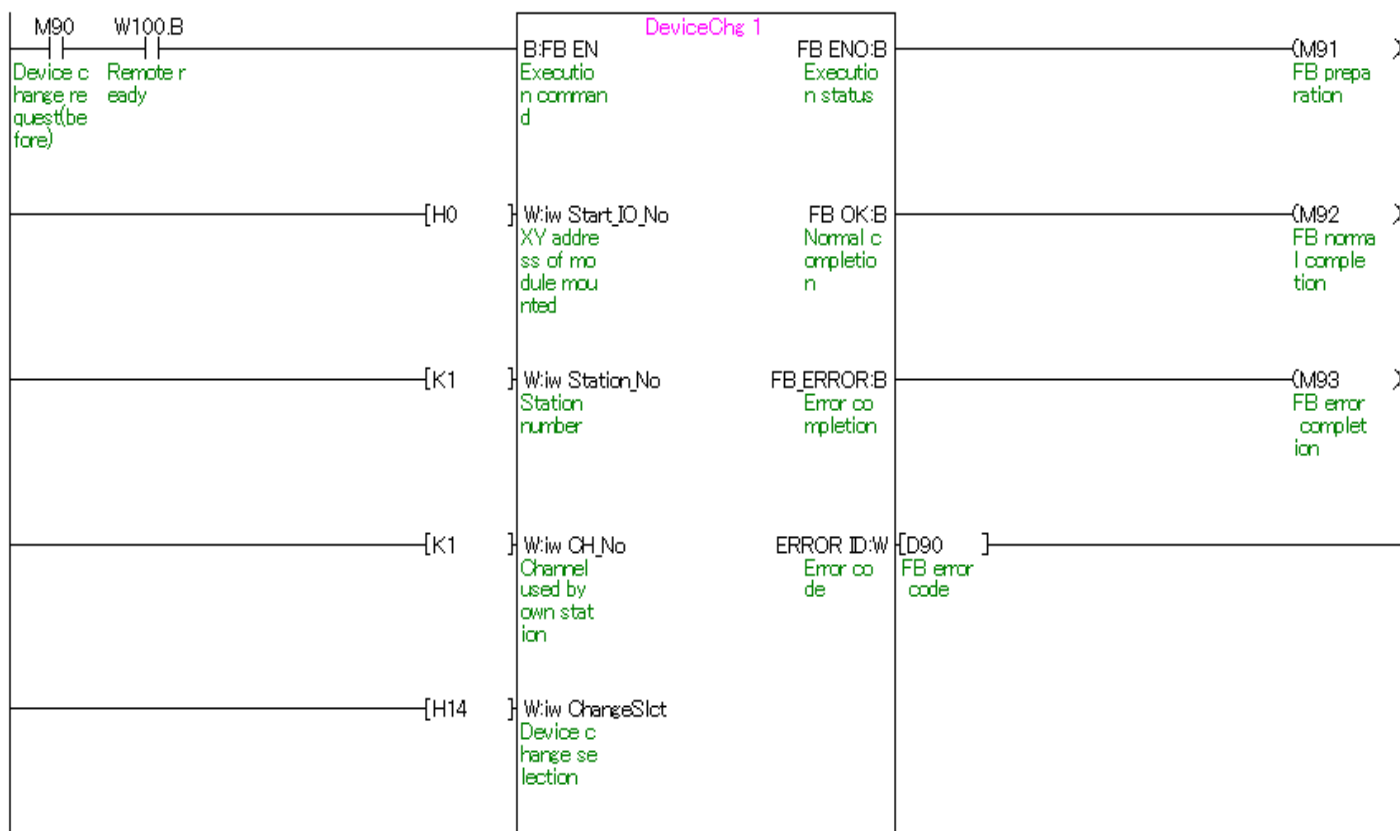 M90 W100.B DeviceChg 1
B:FB EN FB ENO:B (M91 )
Device c Remote r Executio Executio FB prepa
hange re eady n comman n status ration
quest(be d
fore)
[H0 ] W:iw Start_IO_No FB OK:B (M92 )
XY addre Normal c FB norma
ss of mo ompletio l comple
dule mou n tion
nted
[K1 ] W:iw Station_No FB_ERROR:B (M93 )
Station Error co FB error
number mpletion complet
ion
[K1 ] W:iw CH_No ERROR ID:W [D90 ]
Channel Error co FB error
used by de code
own stat
ion
[H14 ] W:iw ChangeSlct
Device c
hange se
lection